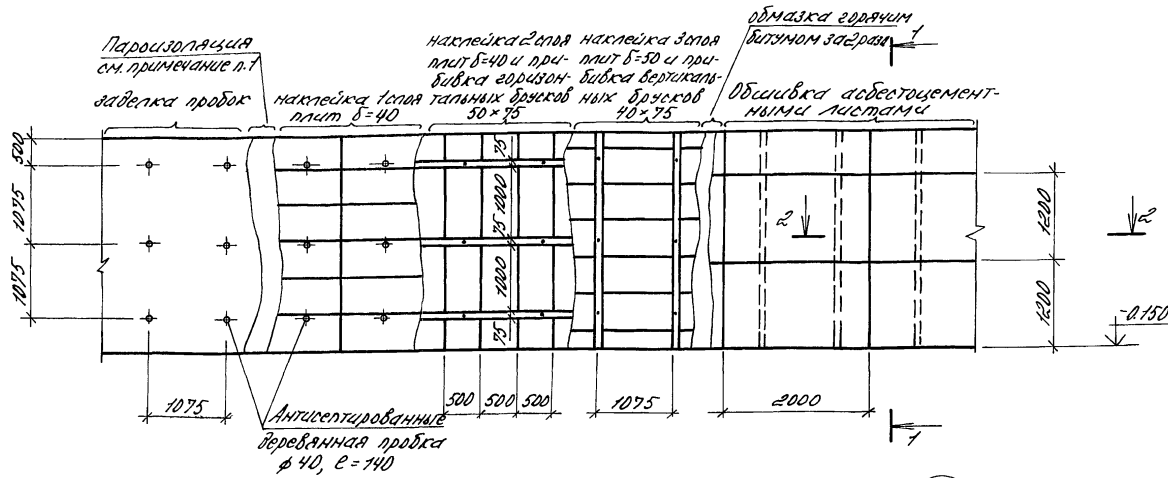 Пароизоляция
см. примечание п.1
заделка пробок
наклейка 1 слоя
плит δ=40
наклейка 2 слоя
плит δ=40 и при-
бивка горизон-
тальных брусков
50×75
наклейка 3 слоя
плит δ=50 и при-
бивка вертикаль-
ных брусков
40×75
обмазка горячим
битумом за 2 раза
Обшивка асбестоцемент-
ными листами
1
500
1075
1075
75
1000
75
1000
75
2
2
1200
1200
-0.150
1075
500
500
500
1075
2000
1
Антисептированные
деревянная пробка
ϕ 40, ℓ = 140